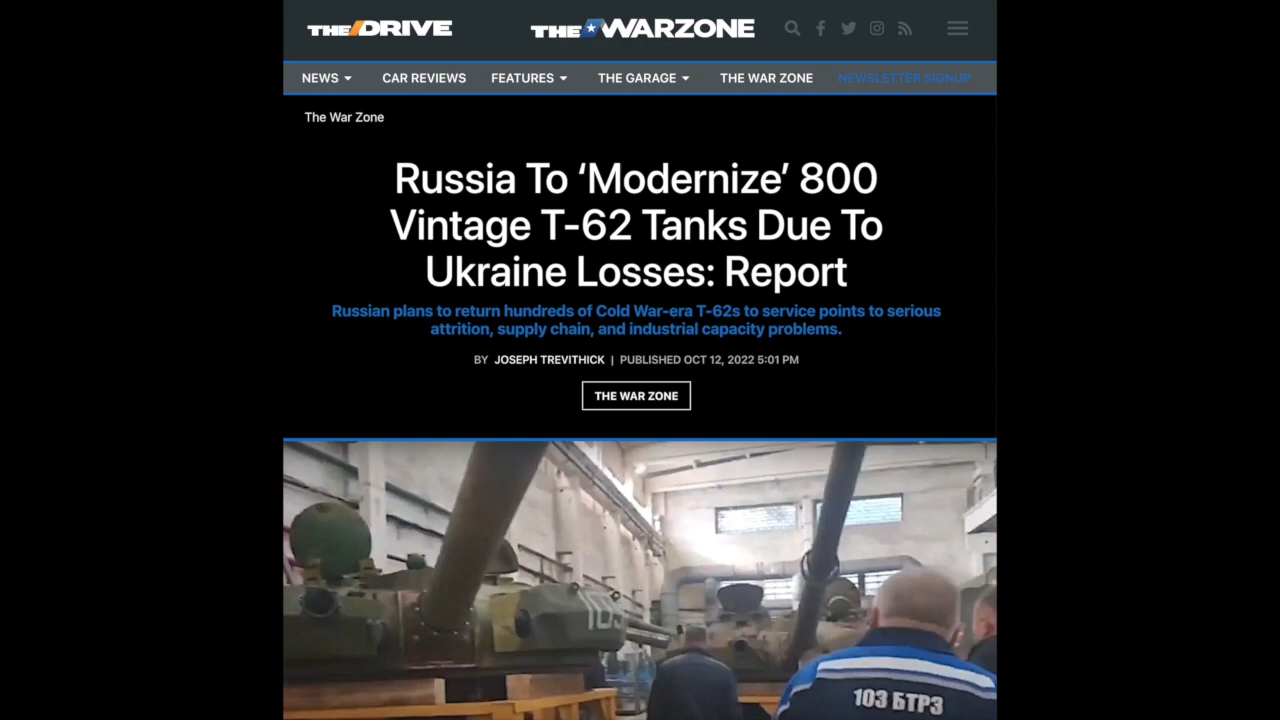 THE DRIVE THE WARZONE
NEWS CAR REVIEWS FEATURES THE GARAGE THE WAR ZONE NEWSLETTER SIGNUP
The War Zone
Russia To ‘Modernize’ 800
Vintage T-62 Tanks Due To
Ukraine Losses: Report
Russian plans to return hundreds of Cold War-era T-62s to service points to serious
attrition, supply chain, and industrial capacity problems.
BY JOSEPH TREVITHICK | PUBLISHED OCT 12, 2022 5:01 PM
THE WAR ZONE
103 БТРЗ